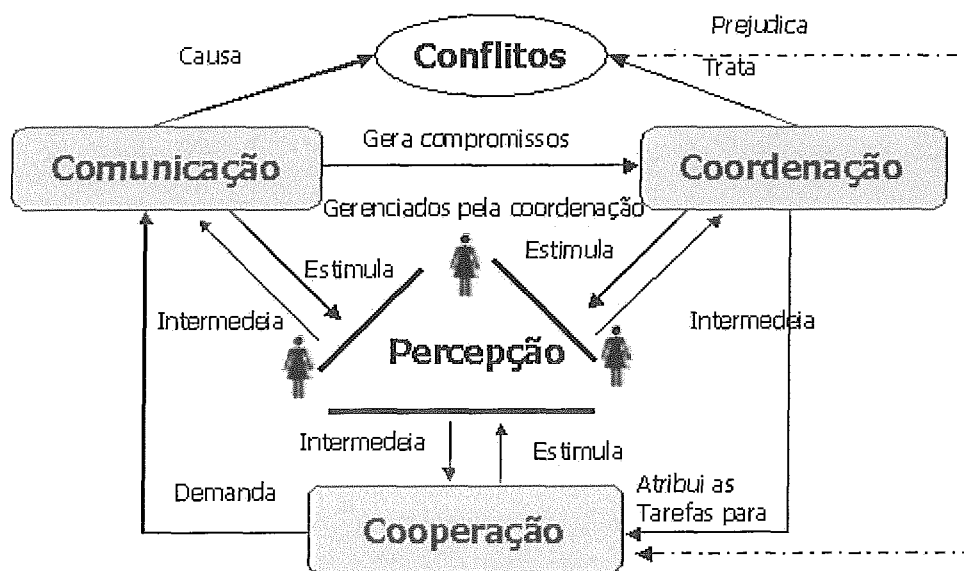 Prejudica
Causa
Conflitos
Trata
Gera compromissos
Comunicação
Coordenação
Gerenciados pela coordenação
Estimula
Estimula
Intermedeia
Intermedeia
Percepção
Intermedeia
Estimula
Demanda
Atribui as
Tarefas para
Cooperação